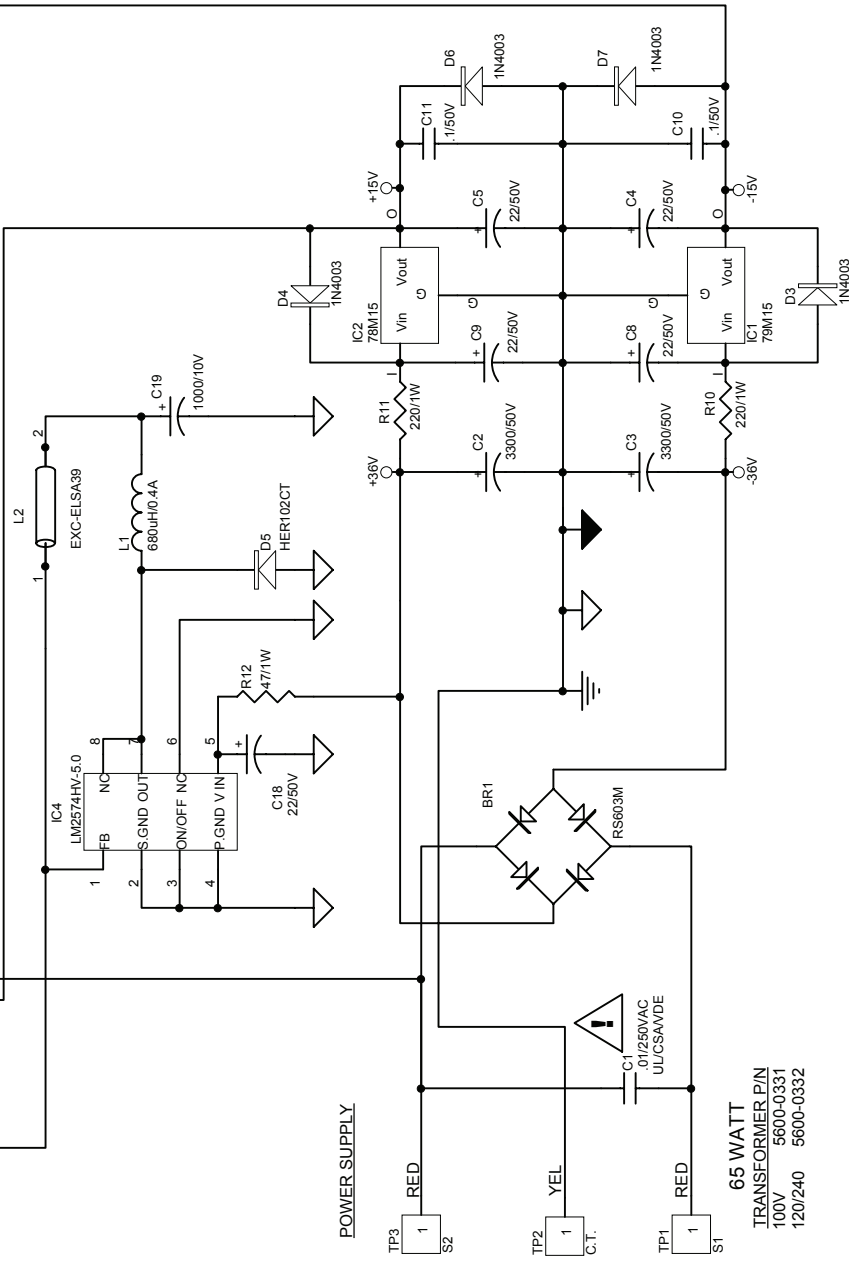 POWER SUPPLY
TP3
1
S2
RED
TP2
1
C.T.
YEL
TP1
1
S1
RED
65 WATT
TRANSFORMER P/N
100V 5600-0331
120/240 5600-0332
C1
.01/250VAC
UL/CSA/VDE
!
BR1
RS603M
IC4
LM2574HV-5.0
FB
NC
S.GND OUT
ON/OFF NC
P.GND V IN
1
2
3
4
8
7
6
5
C18
22/50V
+
R12
47/1W
D5
HER102CT
L1
680uH/0.4A
L2
EXC-ELSA39
1
2
C19
1000/10V
+
+36V
-36V
C2
3300/50V
+
C3
3300/50V
+
R11
220/1W
R10
220/1W
I
I
C9
22/50V
+
C8
22/50V
+
IC2
78M15
Vin
Vout
G
G
IC1
79M15
Vin
Vout
G
G
D4
1N4003
D3
1N4003
O
O
C5
22/50V
+
C4
22/50V
+
+15V
-15V
C11
.1/50V
C10
.1/50V
D6
1N4003
D7
1N4003